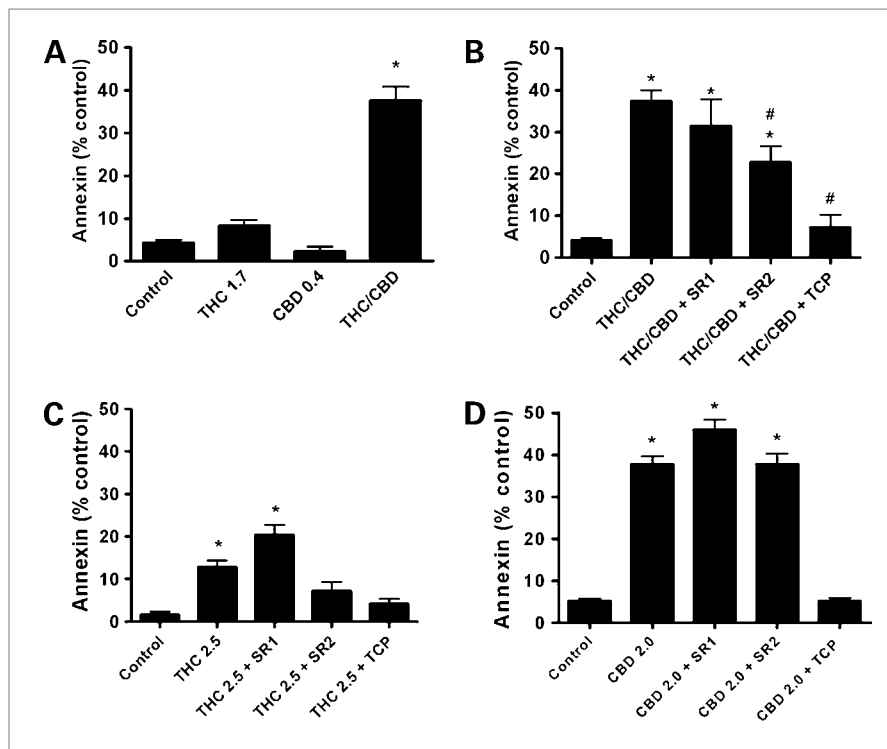 A
Annexin (% control)
50
40
30
20
10
0
*
Control
THC 1.7
CBD 0.4
THC/CBD
B
Annexin (% control)
50
40
30
20
10
0
*
*
#
*
#
Control
THC/CBD
THC/CBD + SR1
THC/CBD + SR2
THC/CBD + TCP
C
Annexin (% control)
50
40
30
20
10
0
*
*
Control
THC 2.5
THC 2.5 + SR1
THC 2.5 + SR2
THC 2.5 + TCP
D
Annexin (% control)
50
40
30
20
10
0
*
*
*
Control
CBD 2.0
CBD 2.0 + SR1
CBD 2.0 + SR2
CBD 2.0 + TCP